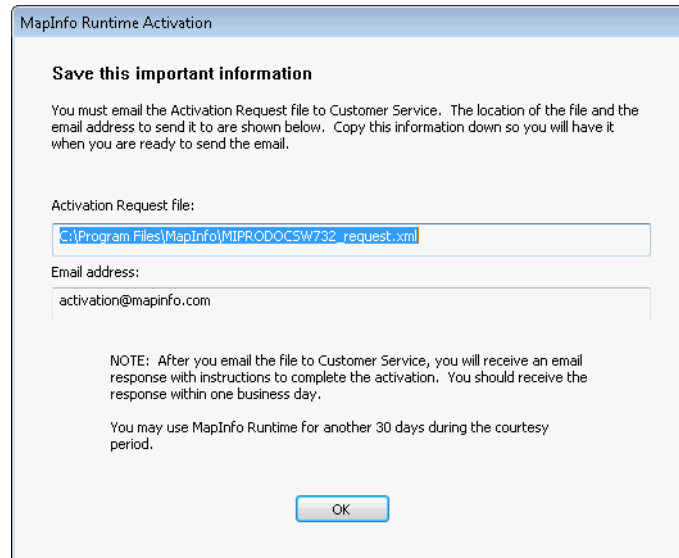 MapInfo Runtime Activation
Save this important information
You must email the Activation Request file to Customer Service. The location of the file and the
email address to send it to are shown below. Copy this information down so you will have it
when you are ready to send the email.
Activation Request file:
C:\Program Files\MapInfo\MIPRODOCSW732_request.xml
Email address:
activation@mapinfo.com
NOTE: After you email the file to Customer Service, you will receive an email
response with instructions to complete the activation. You should receive the
response within one business day.
You may use MapInfo Runtime for another 30 days during the courtesy
period.
OK